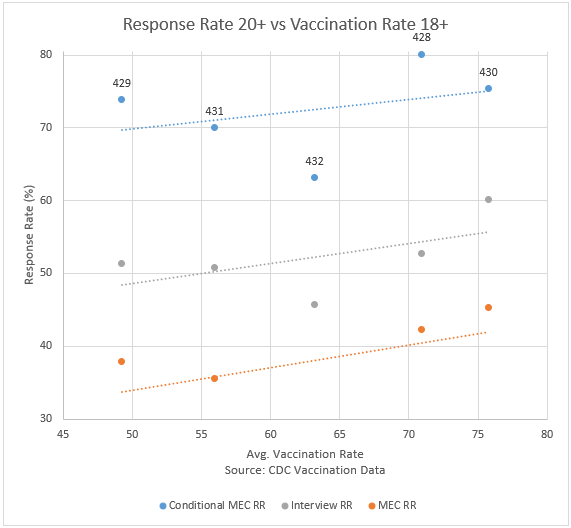 Response Rate 20+ vs Vaccination Rate 18+
428
80
429
430
431
70
432
60
Response Rate (%)
50
40
30
45 50 55 60 65 70 75 80
Avg. Vaccination Rate
Source: CDC Vaccination Data
Conditional MEC RR Interview RR MEC RR